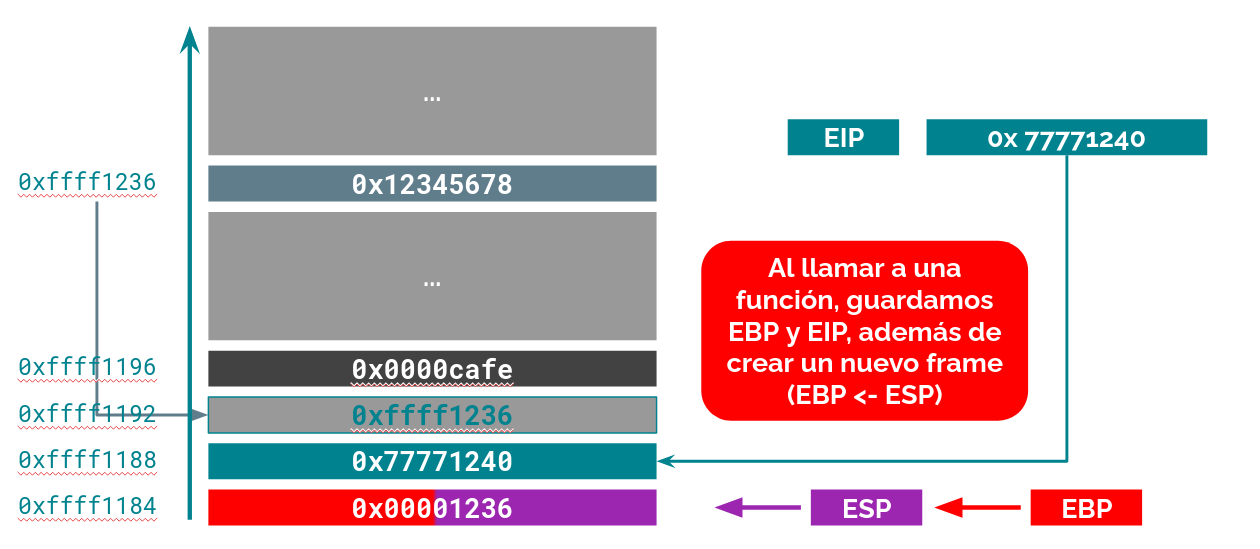 …
EIP
0x 77771240
0xffff1236
0x12345678
…
Al llamar a una
función, guardamos
EBP y EIP, además de
crear un nuevo frame
(EBP <- ESP)
0xffff1196
0x0000cafe
0xffff1192
0xffff1236
0xffff1188
0x77771240
0xffff1184
0x00001236
ESP
EBP